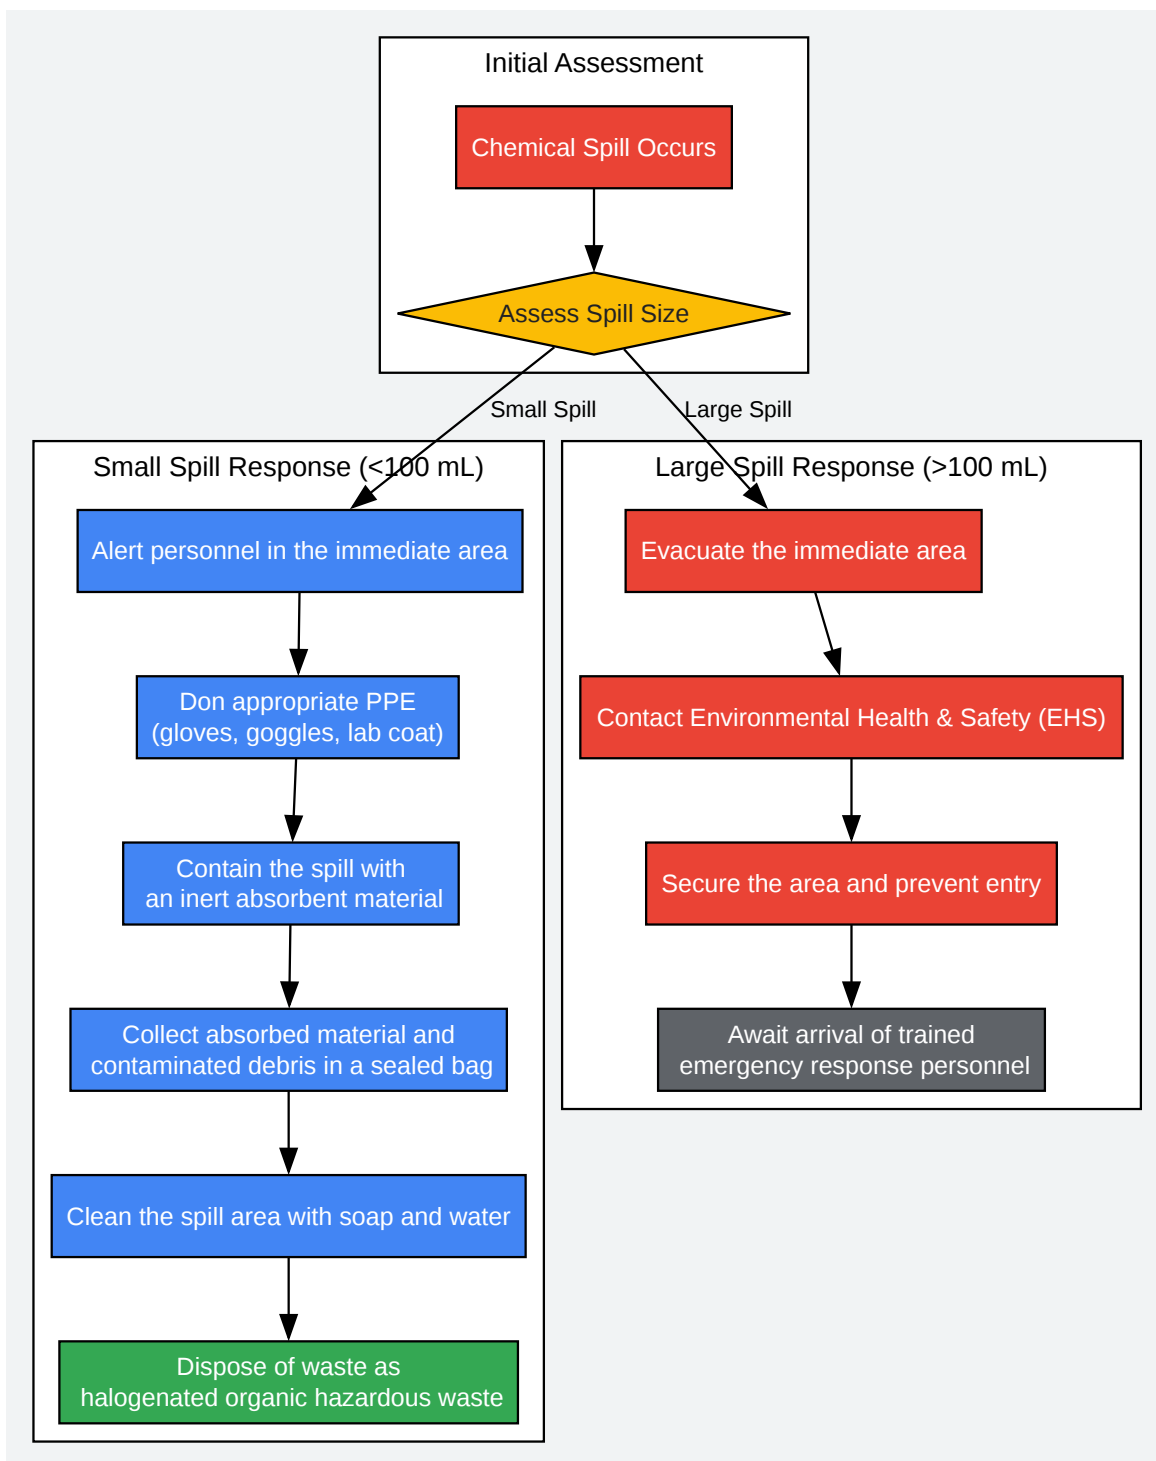 Initial Assessment
Chemical Spill Occurs
Assess Spill Size
Small Spill
Large Spill
Small Spill Response (<100 mL)
Alert personnel in the immediate area
Don appropriate PPE
(gloves, goggles, lab coat)
Contain the spill with
an inert absorbent material
Collect absorbed material and
contaminated debris in a sealed bag
Clean the spill area with soap and water
Dispose of waste as
halogenated organic hazardous waste
Large Spill Response (>100 mL)
Evacuate the immediate area
Contact Environmental Health & Safety (EHS)
Secure the area and prevent entry
Await arrival of trained
emergency response personnel